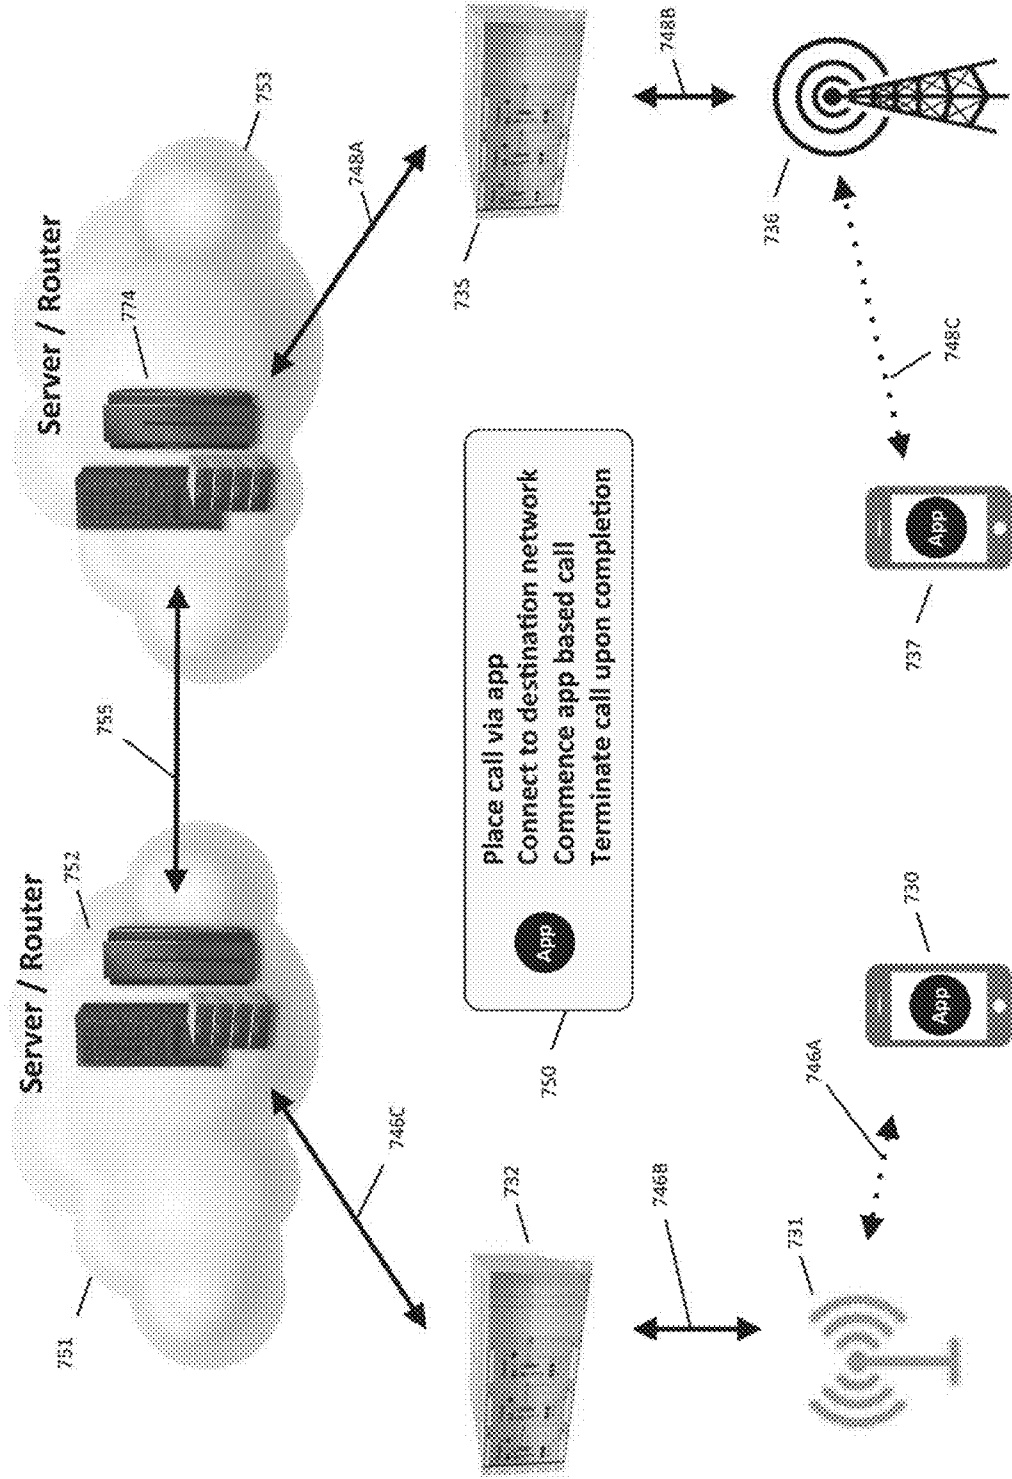 Server / Router
Server / Router
751
752
755
774
753
746C
748A
732
735
750
App
Place call via app
Connect to destination network
Commence app based call
Terminate call upon completion
746B
748B
731
746A
730
App
737
App
748C
736